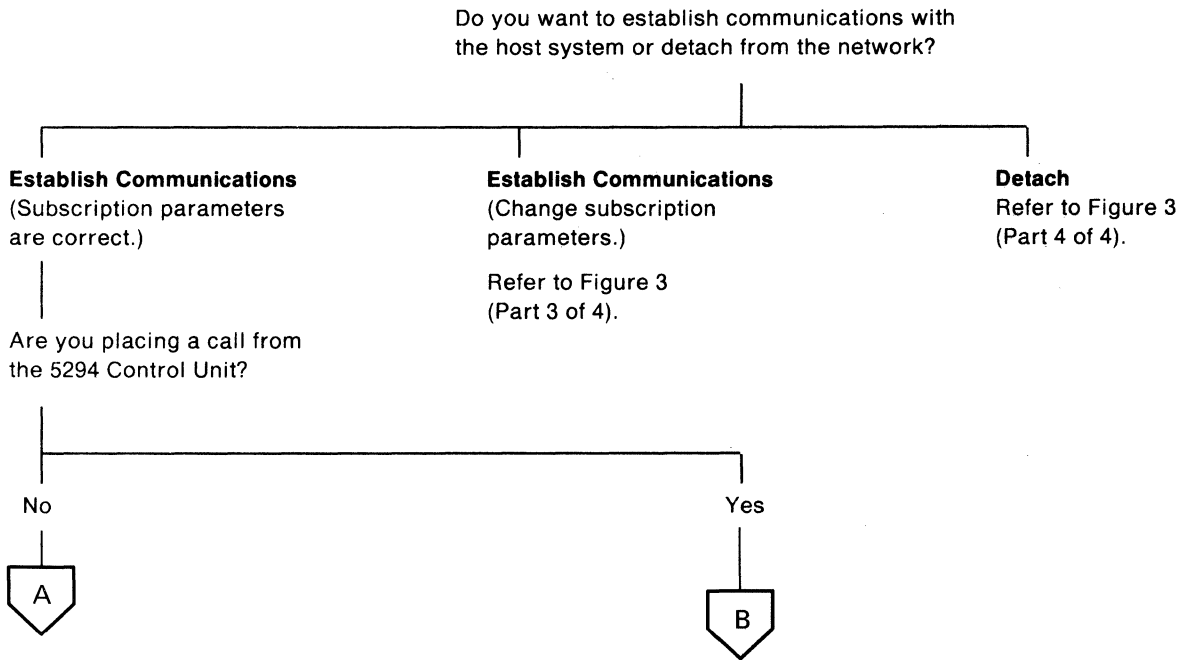 Do you want to establish communications with
the host system or detach from the network?
Establish Communications
(Subscription parameters
are correct.)
Establish Communications
(Change subscription
parameters.)
Refer to Figure 3
(Part 3 of 4).
Detach
Refer to Figure 3
(Part 4 of 4).
Are you placing a call from
the 5294 Control Unit?
No
Yes
A
B